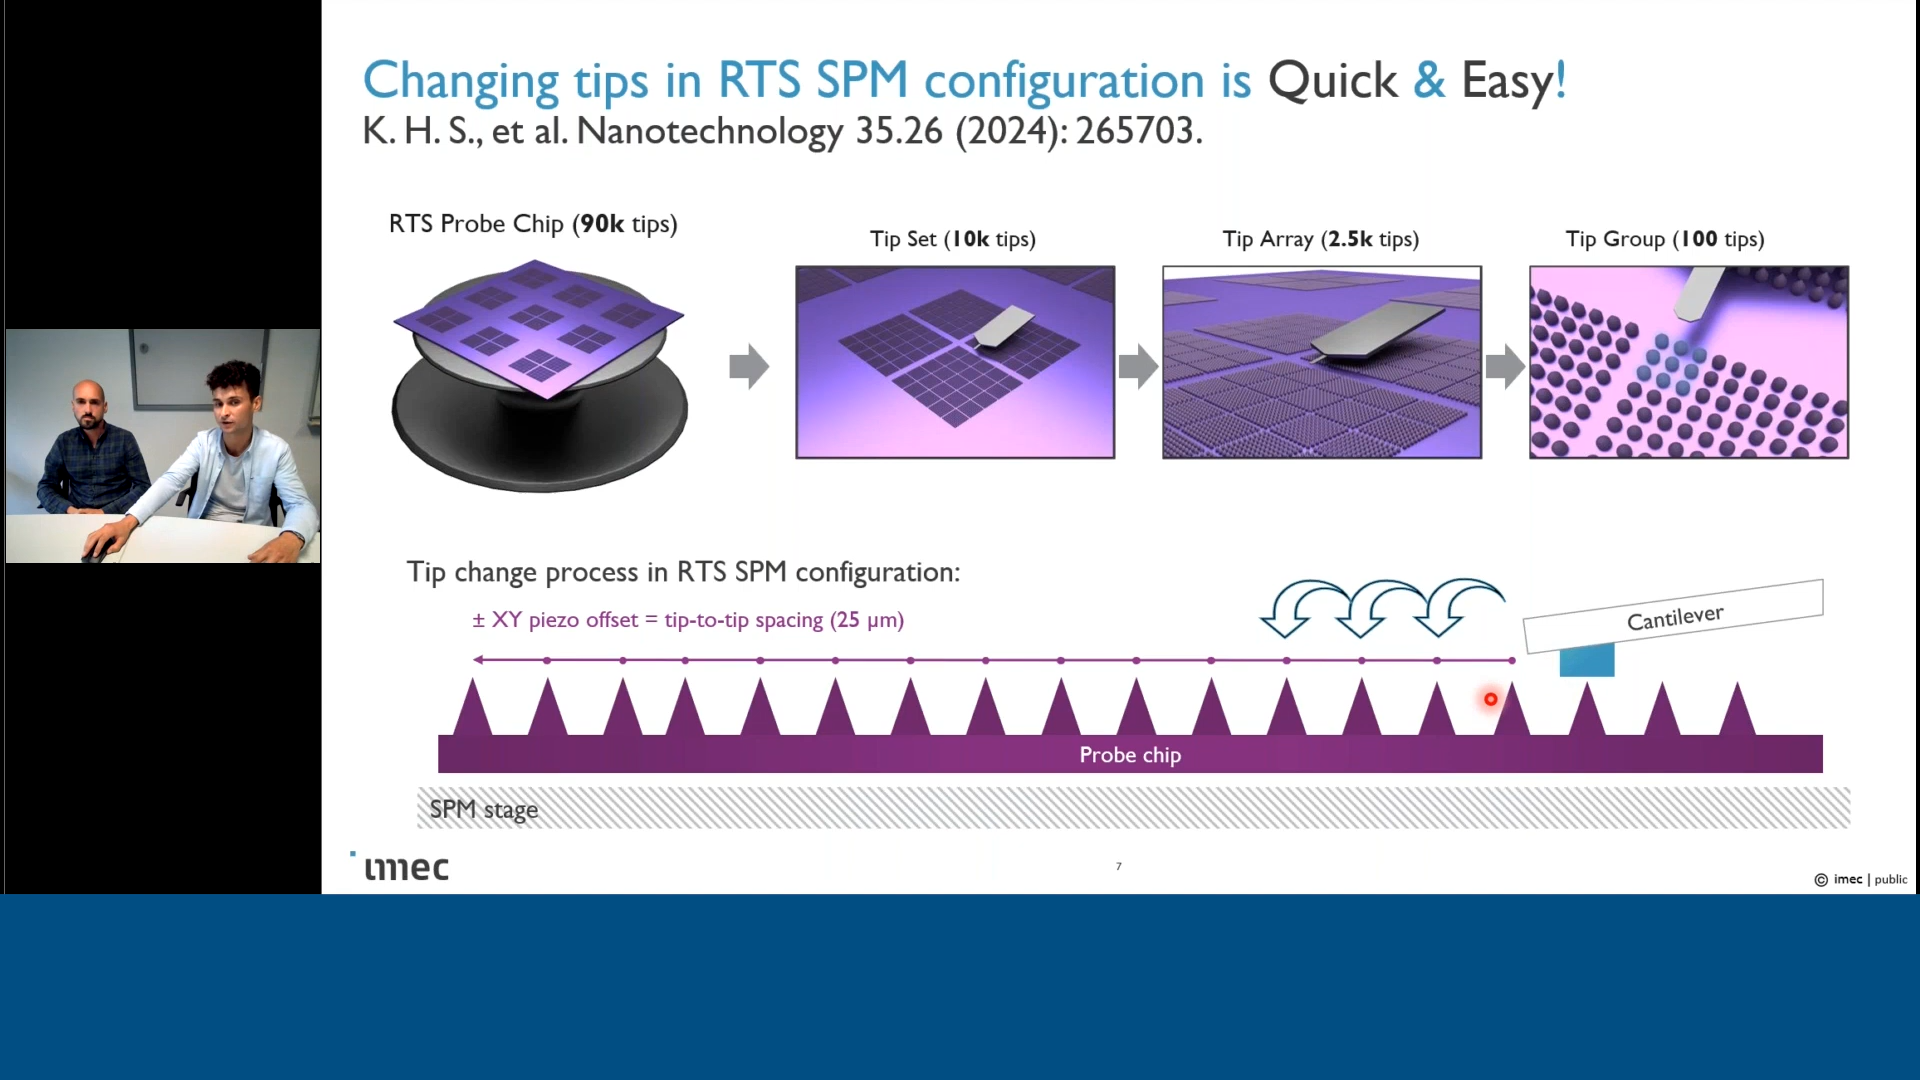 Changing tips in RTS SPM configuration is Quick & Easy!
K. H. S., et al. Nanotechnology 35.26 (2024): 265703.
RTS Probe Chip (90k tips)
Tip Set (10k tips)
Tip Array (2.5k tips)
Tip Group (100 tips)
Tip change process in RTS SPM configuration:
± XY piezo offset = tip-to-tip spacing (25 µm)
Cantilever
Probe chip
SPM stage
imec
7
© imec | public